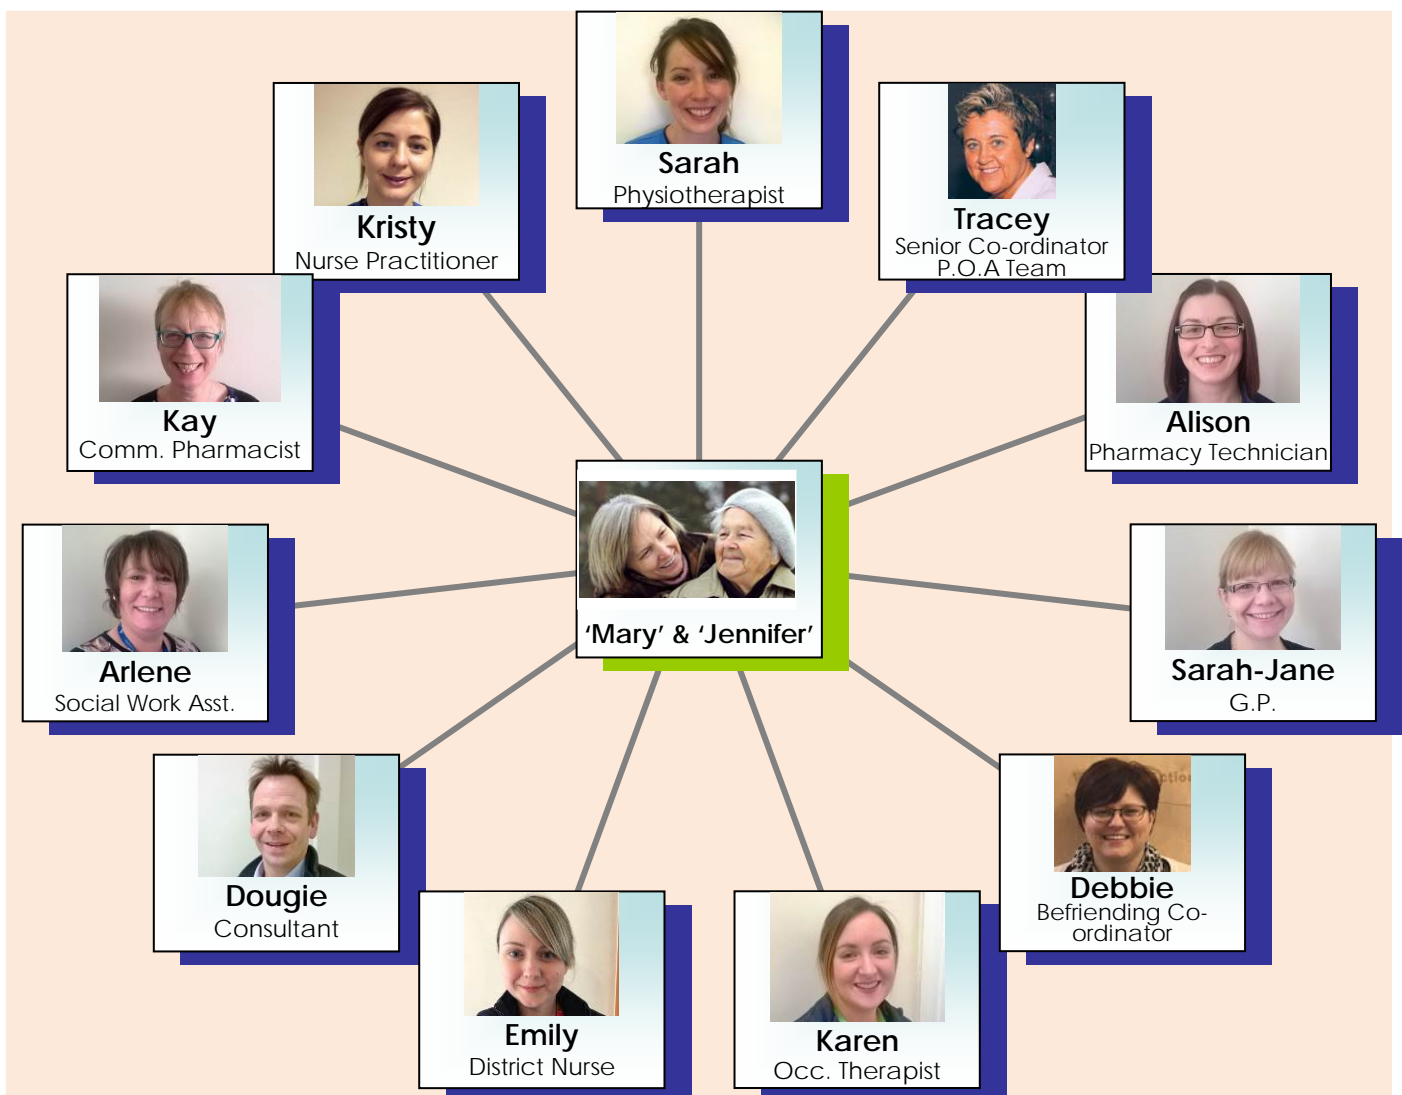 Sarah
Physiotherapist
Kristy
Nurse Practitioner
Tracey
Senior Co-ordinator
P.O.A Team
Kay
Comm. Pharmacist
Alison
Pharmacy Technician
‘Mary’ & ‘Jennifer’
Arlene
Social Work Asst.
Sarah-Jane
G.P.
Dougie
Consultant
Debbie
Befriending Co-
ordinator
Emily
District Nurse
Karen
Occ. Therapist